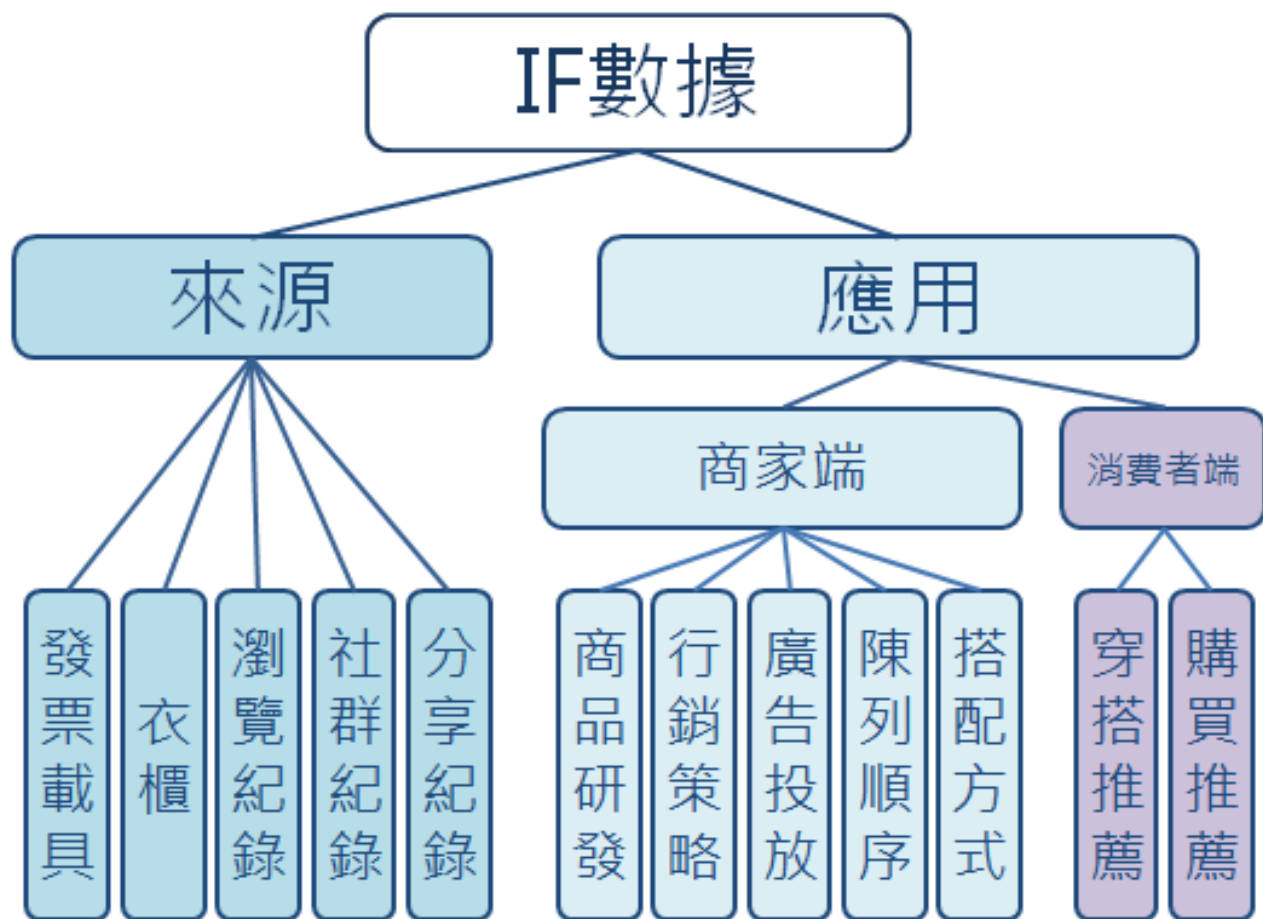 IF數據
來源
應用
商家端
消費者端
發票載具
衣櫃
瀏覽紀錄
社群紀錄
分享紀錄
商品研發
行銷策略
廣告投放
陳列順序
搭配方式
穿搭推薦
購買推薦